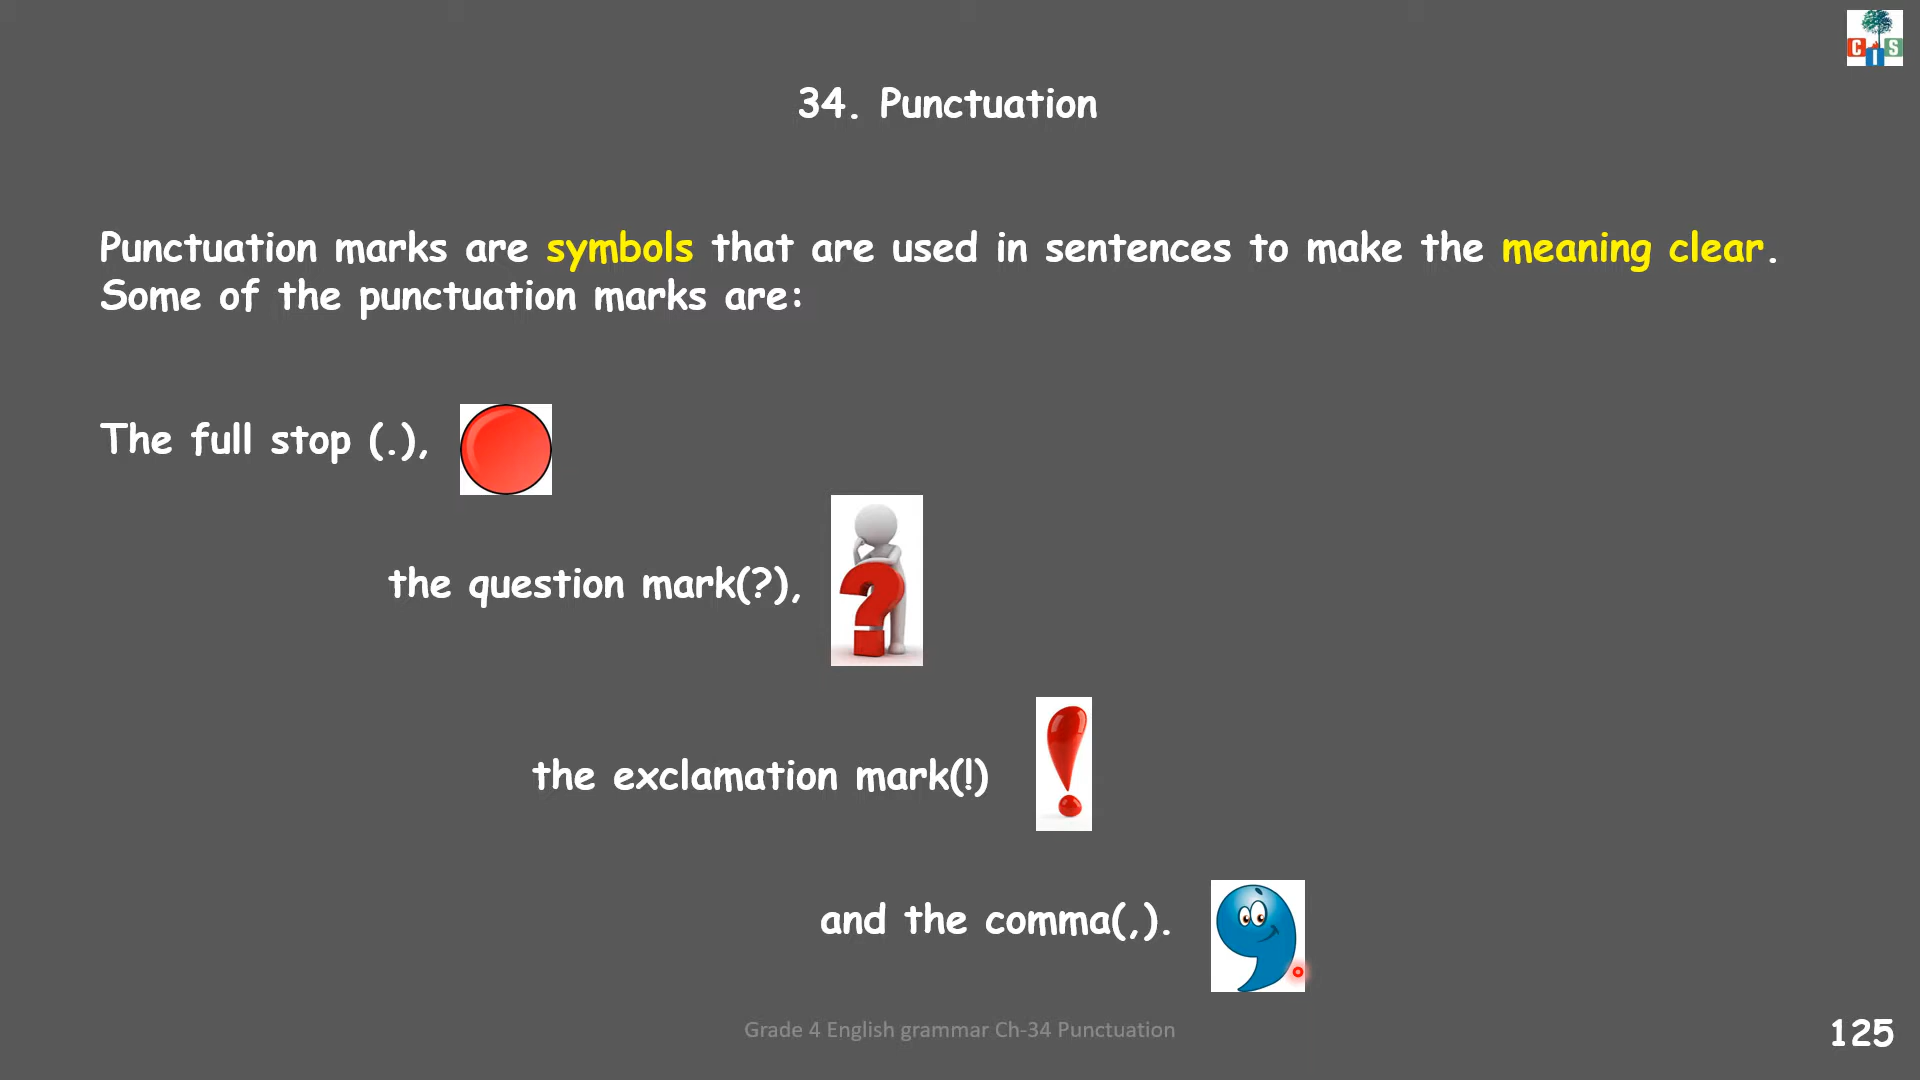 C I S
34. Punctuation
Punctuation marks are symbols that are used in sentences to make the meaning clear.
Some of the punctuation marks are:
The full stop (.),
the question mark(?),
the exclamation mark(!)
and the comma(,).
Grade 4 English grammar Ch-34 Punctuation
125